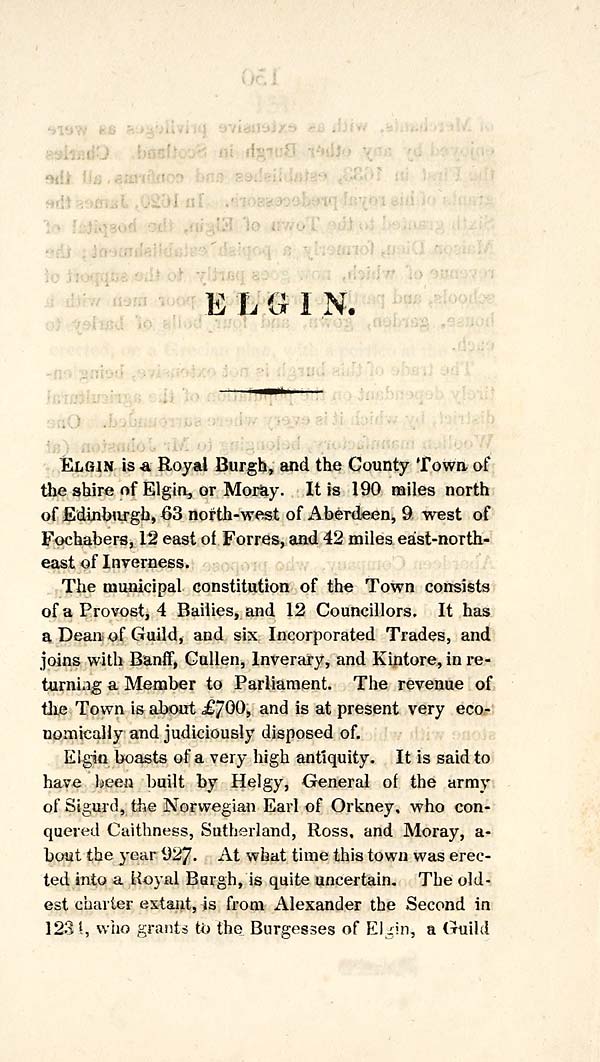 ELGIN.
ELGIN is a Royal Burgh, and the County Town of
the shire of Elgin, or Moray. It is 190 miles north
of Edinburgh, 63 north-west of Aberdeen, 9 west of
Fochabers, 12 east of Forres, and 42 miles east-north-
east of Inverness.
The municipal constitution of the Town consists
of a Provost, 4 Bailies, and 12 Councillors. It has
a Dean of Guild, and six Incorporated Trades, and
joins with Banff, Cullen, Inverary, and Kintore, in re-
turning a Member to Parliament. The revenue of
the Town is about £700, and is at present very eco-
nomically and judiciously disposed of.
Elgin boasts of a very high antiquity. It is said to
have been built by Helgy, General of the army
of Sigurd, the Norwegian Earl of Orkney, who con-
quered Caithness, Sutherland, Ross, and Moray, a-
bout the year 927. At what time this town was erec-
ted into a Royal Burgh, is quite uncertain. The old-
est charter extant, is from Alexander the Second in
1234, who grants to the Burgesses of Elgin, a Guild